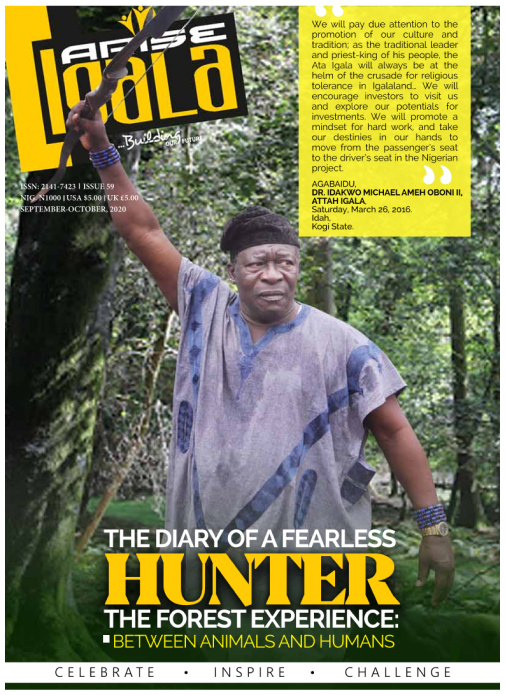 ARISE
Igala
...Building
OUR FUTURE
ISSN: 2141-7423 | ISSUE 59
NIG. N1000 | USA $5.00 | UK £5.00
SEPTEMBER-OCTOBER, 2020
“
We will pay due attention to the
promotion of our culture and
tradition; as the traditional leader
and priest-king of his people, the
Ata Igala will always be at the
helm of the crusade for religious
tolerance in Igalaland... We will
encourage investors to visit us
and explore our potentials for
investments. We will promote a
mindset for hard work, and take
our destinies in our hands to
move from the passenger's seat
to the driver's seat in the Nigerian
project.
”
AGABAIDU,
DR. IDAKWO MICHAEL AMEH OBONI II,
ATTAH IGALA.
Saturday, March 26, 2016.
Idah,
Kogi State.
THE DIARY OF A FEARLESS
HUNTER
THE FOREST EXPERIENCE:
BETWEEN ANIMALS AND HUMANS
CELEBRATE • INSPIRE • CHALLENGE